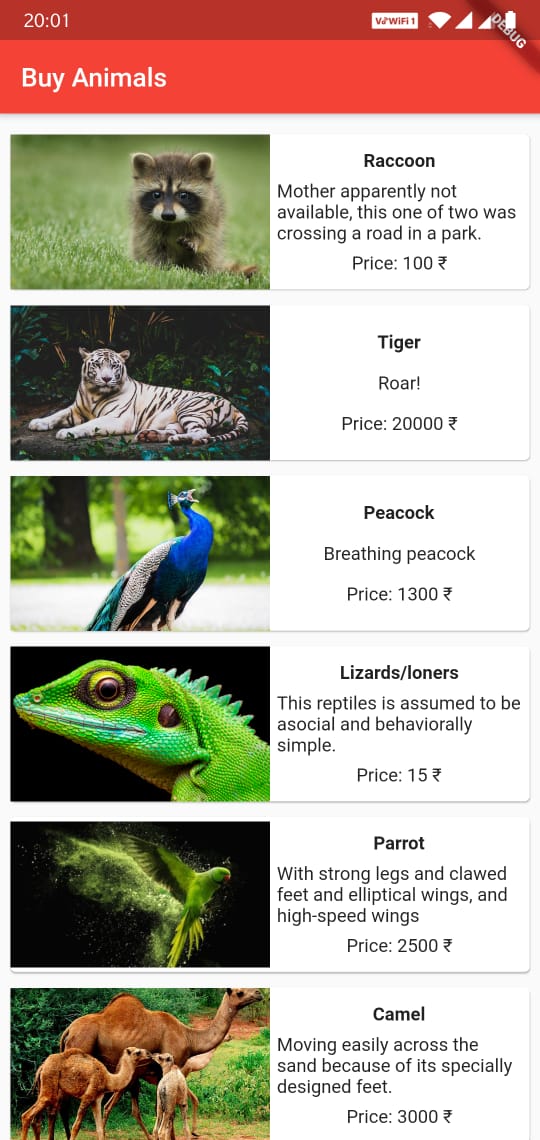 20:01
VoWiFi 1
DEBUG
Buy Animals
Raccoon
Mother apparently not
available, this one of two was
crossing a road in a park.
Price: 100 ₹
Tiger
Roar!
Price: 20000 ₹
Peacock
Breathing peacock
Price: 1300 ₹
Lizards/loners
This reptiles is assumed to be
asocial and behaviorally
simple.
Price: 15 ₹
Parrot
With strong legs and clawed
feet and elliptical wings, and
high-speed wings
Price: 2500 ₹
Camel
Moving easily across the
sand because of its specially
designed feet.
Price: 3000 ₹